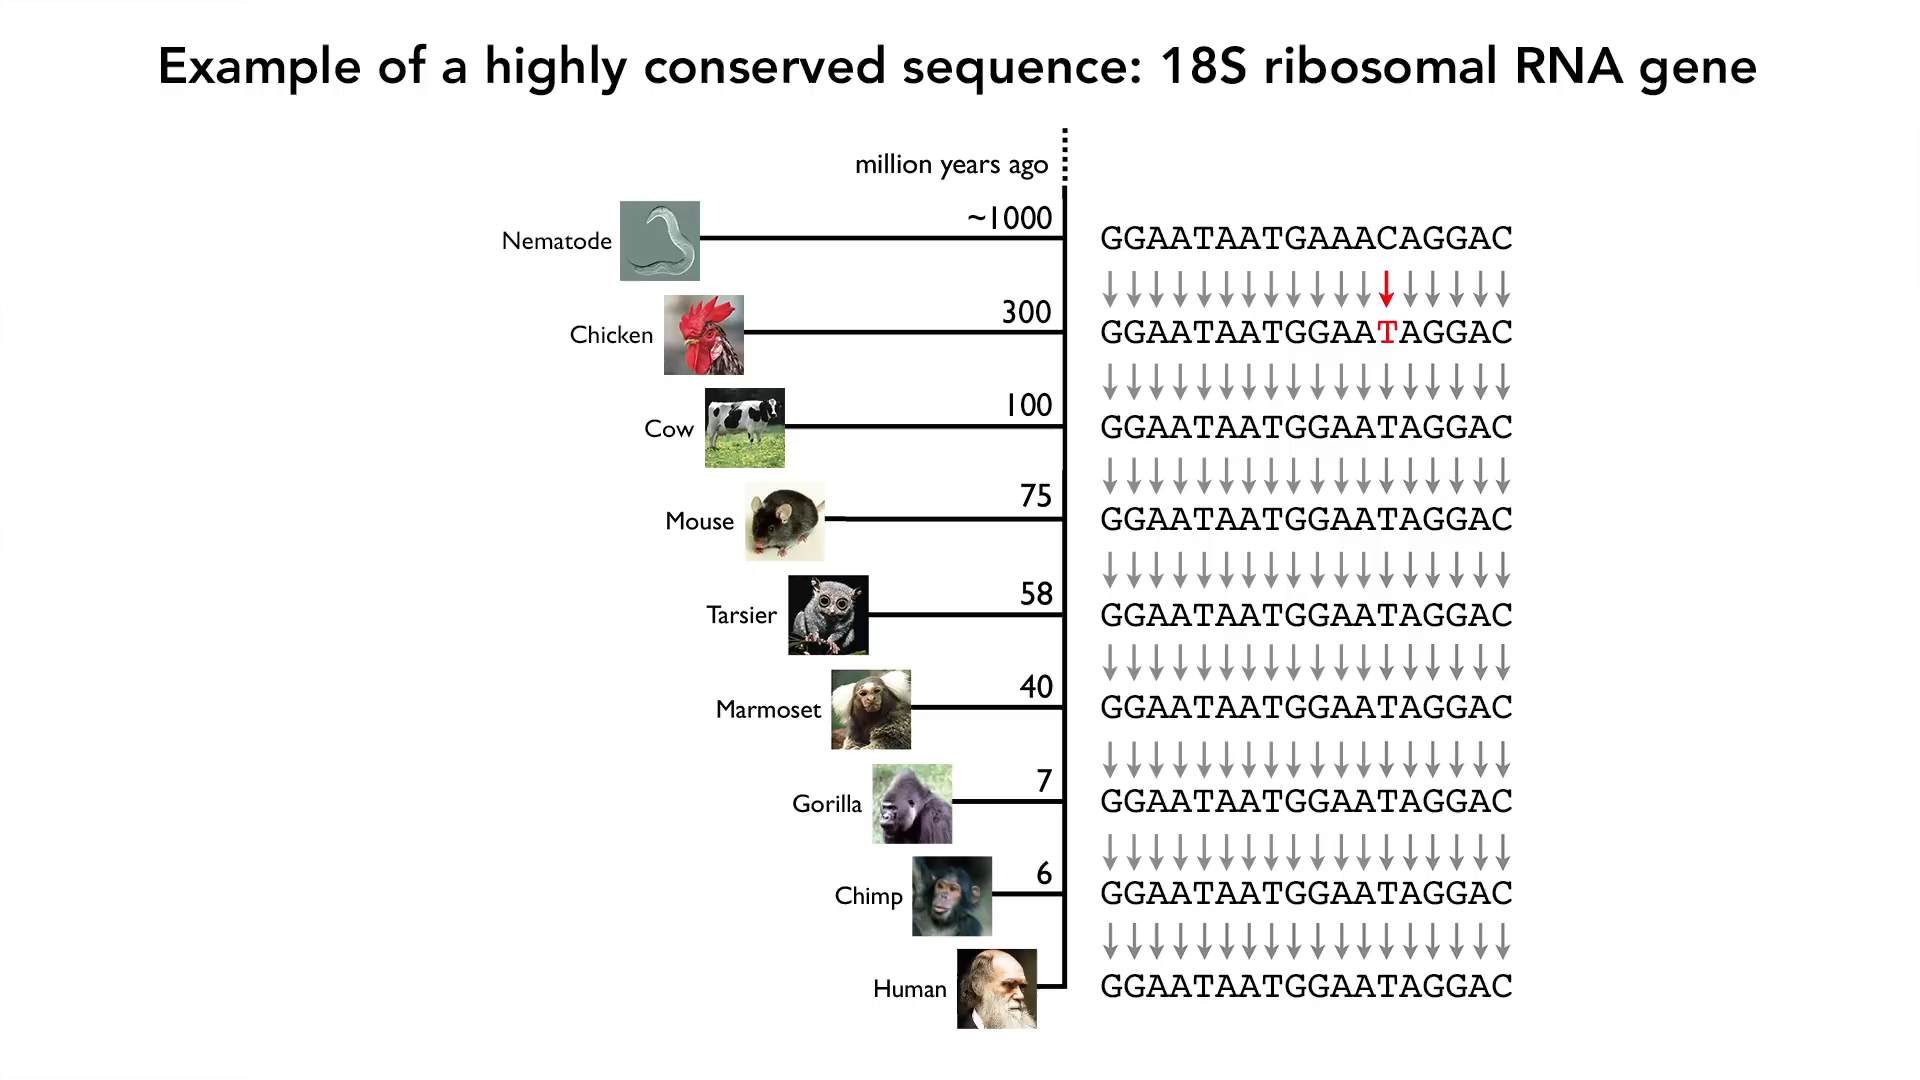 Example of a highly conserved sequence: 18S ribosomal RNA gene
million years ago
Nematode ~1000 GGAATAATGAAACAGGAC
Chicken 300 GGAATAATGGAATAGGAC
Cow 100 GGAATAATGGAATAGGAC
Mouse 75 GGAATAATGGAATAGGAC
Tarsier 58 GGAATAATGGAATAGGAC
Marmoset 40 GGAATAATGGAATAGGAC
Gorilla 7 GGAATAATGGAATAGGAC
Chimp 6 GGAATAATGGAATAGGAC
Human GGAATAATGGAATAGGAC